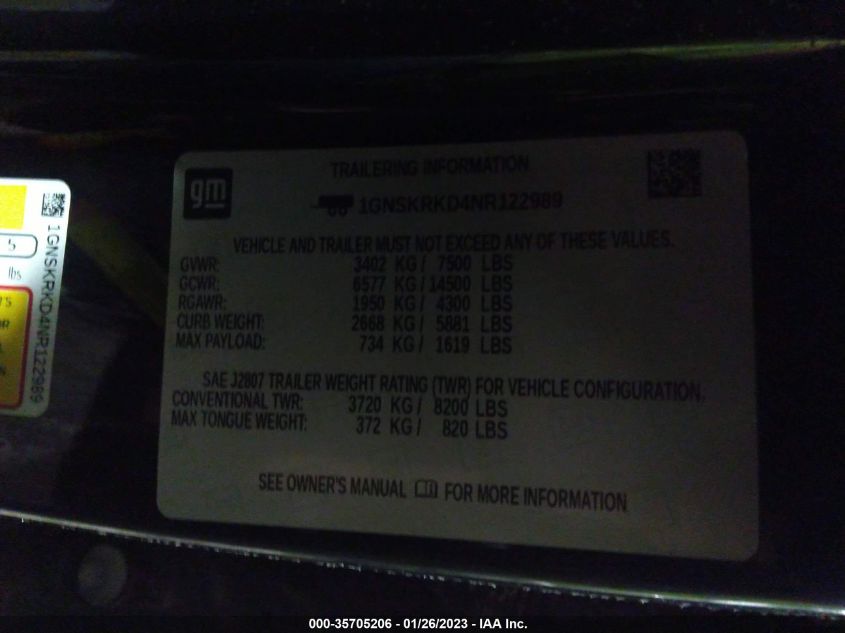 gm
TRAILERING INFORMATION
1GNSKRKD4NR122989
VEHICLE AND TRAILER MUST NOT EXCEED ANY OF THESE VALUES.
GVWR: 3402 KG / 7500 LBS
GCWR: 6577 KG / 14500 LBS
RGAWR: 1950 KG / 4300 LBS
CURB WEIGHT: 2668 KG / 5881 LBS
MAX PAYLOAD: 734 KG / 1619 LBS
SAE J2807 TRAILER WEIGHT RATING (TWR) FOR VEHICLE CONFIGURATION.
CONVENTIONAL TWR: 3720 KG / 8200 LBS
MAX TONGUE WEIGHT: 372 KG / 820 LBS
SEE OWNER'S MANUAL FOR MORE INFORMATION
5
lbs
1GNSKRKD4NR122989
000-35705206 - 01/26/2023 - IAA Inc.